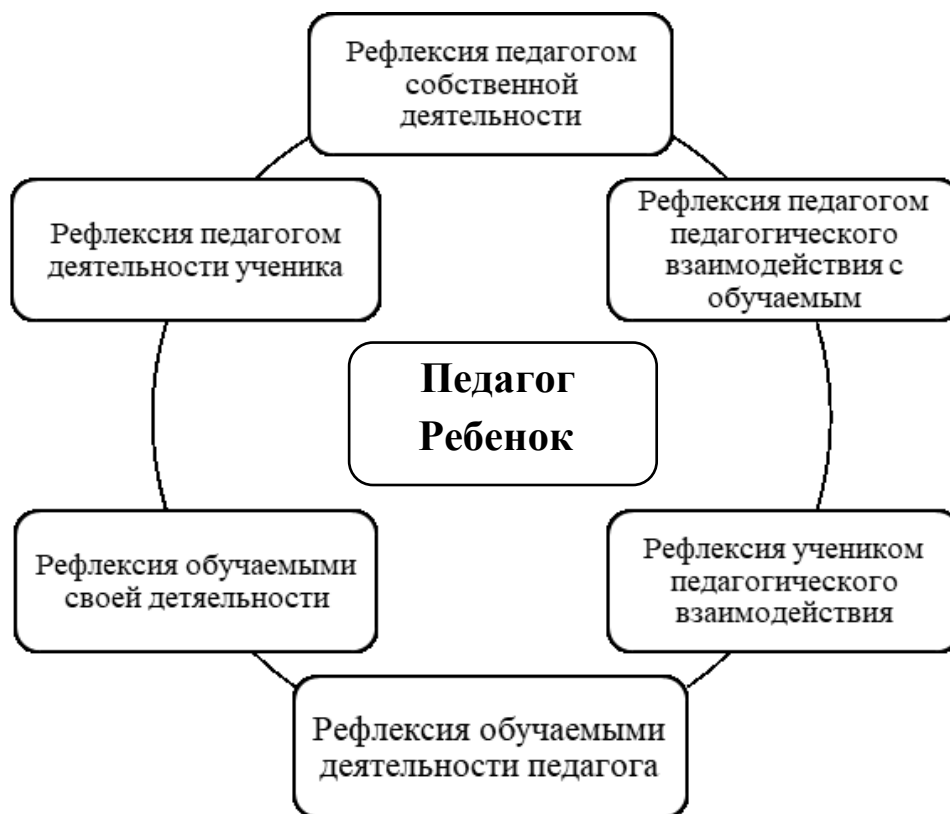 Рефлексия педагогом
собственной
деятельности
Рефлексия педагогом
деятельности ученика
Рефлексия педагогом
педагогического
взаимодействия с
обучаемым
Педагог
Ребенок
Рефлексия обучаемыми
своей детяельности
Рефлексия учеником
педагогического
взаимодействия
Рефлексия обучаемыми
деятельности педагога